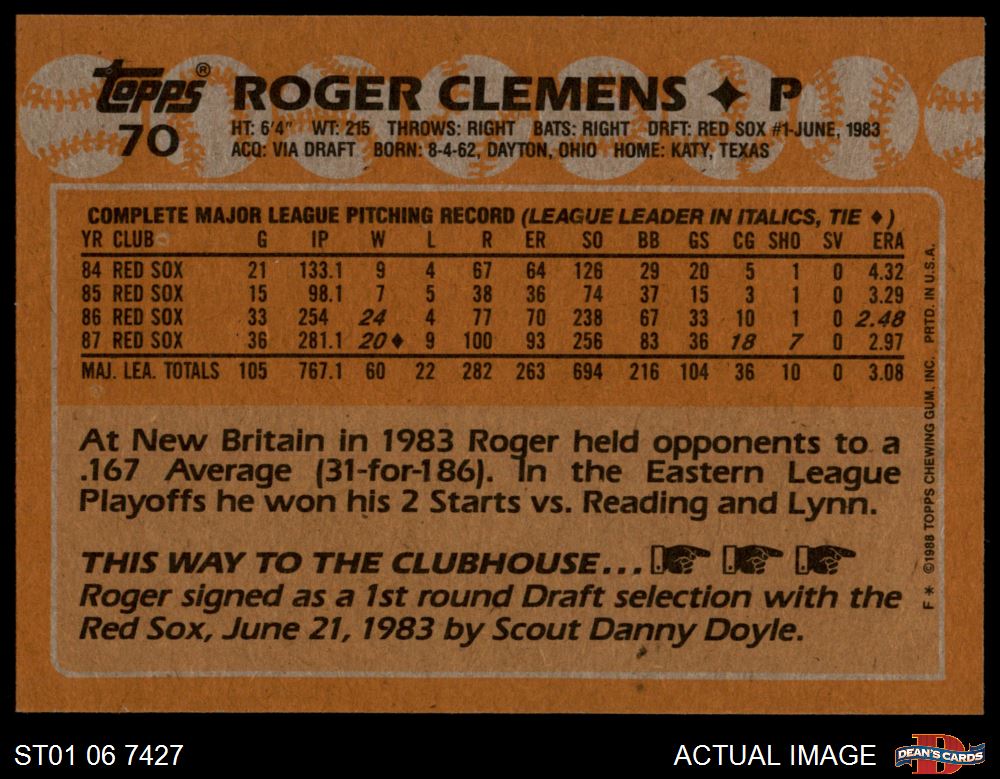 Topps® ROGER CLEMENS ✦ P
70 HT: 6'4" WT: 215 THROWS: RIGHT BATS: RIGHT DRFT: RED SOX #1-JUNE, 1983
ACQ: VIA DRAFT BORN: 8-4-62, DAYTON, OHIO HOME: KATY, TEXAS
COMPLETE MAJOR LEAGUE PITCHING RECORD (LEAGUE LEADER IN ITALICS, TIE ♦)
YR CLUB G IP W L R ER SO BB GS CG SHO SV ERA
84 RED SOX 21 133.1 9 4 67 64 126 29 20 5 1 0 4.32
85 RED SOX 15 98.1 7 5 38 36 74 37 15 3 1 0 3.29
86 RED SOX 33 254 24 4 77 70 238 67 33 10 1 0 2.48
87 RED SOX 36 281.1 20♦ 9 100 93 256 83 36 18 7 0 2.97
MAJ. LEA. TOTALS 105 767.1 60 22 282 263 694 216 104 36 10 0 3.08
At New Britain in 1983 Roger held opponents to a
.167 Average (31-for-186). In the Eastern League
Playoffs he won his 2 Starts vs. Reading and Lynn.
THIS WAY TO THE CLUBHOUSE...
Roger signed as a 1st round Draft selection with the
Red Sox, June 21, 1983 by Scout Danny Doyle.
F * ©1988 TOPPS CHEWING GUM, INC. PRTD. IN U.S.A.
ST01 06 7427
ACTUAL IMAGE
DEAN'S CARDS